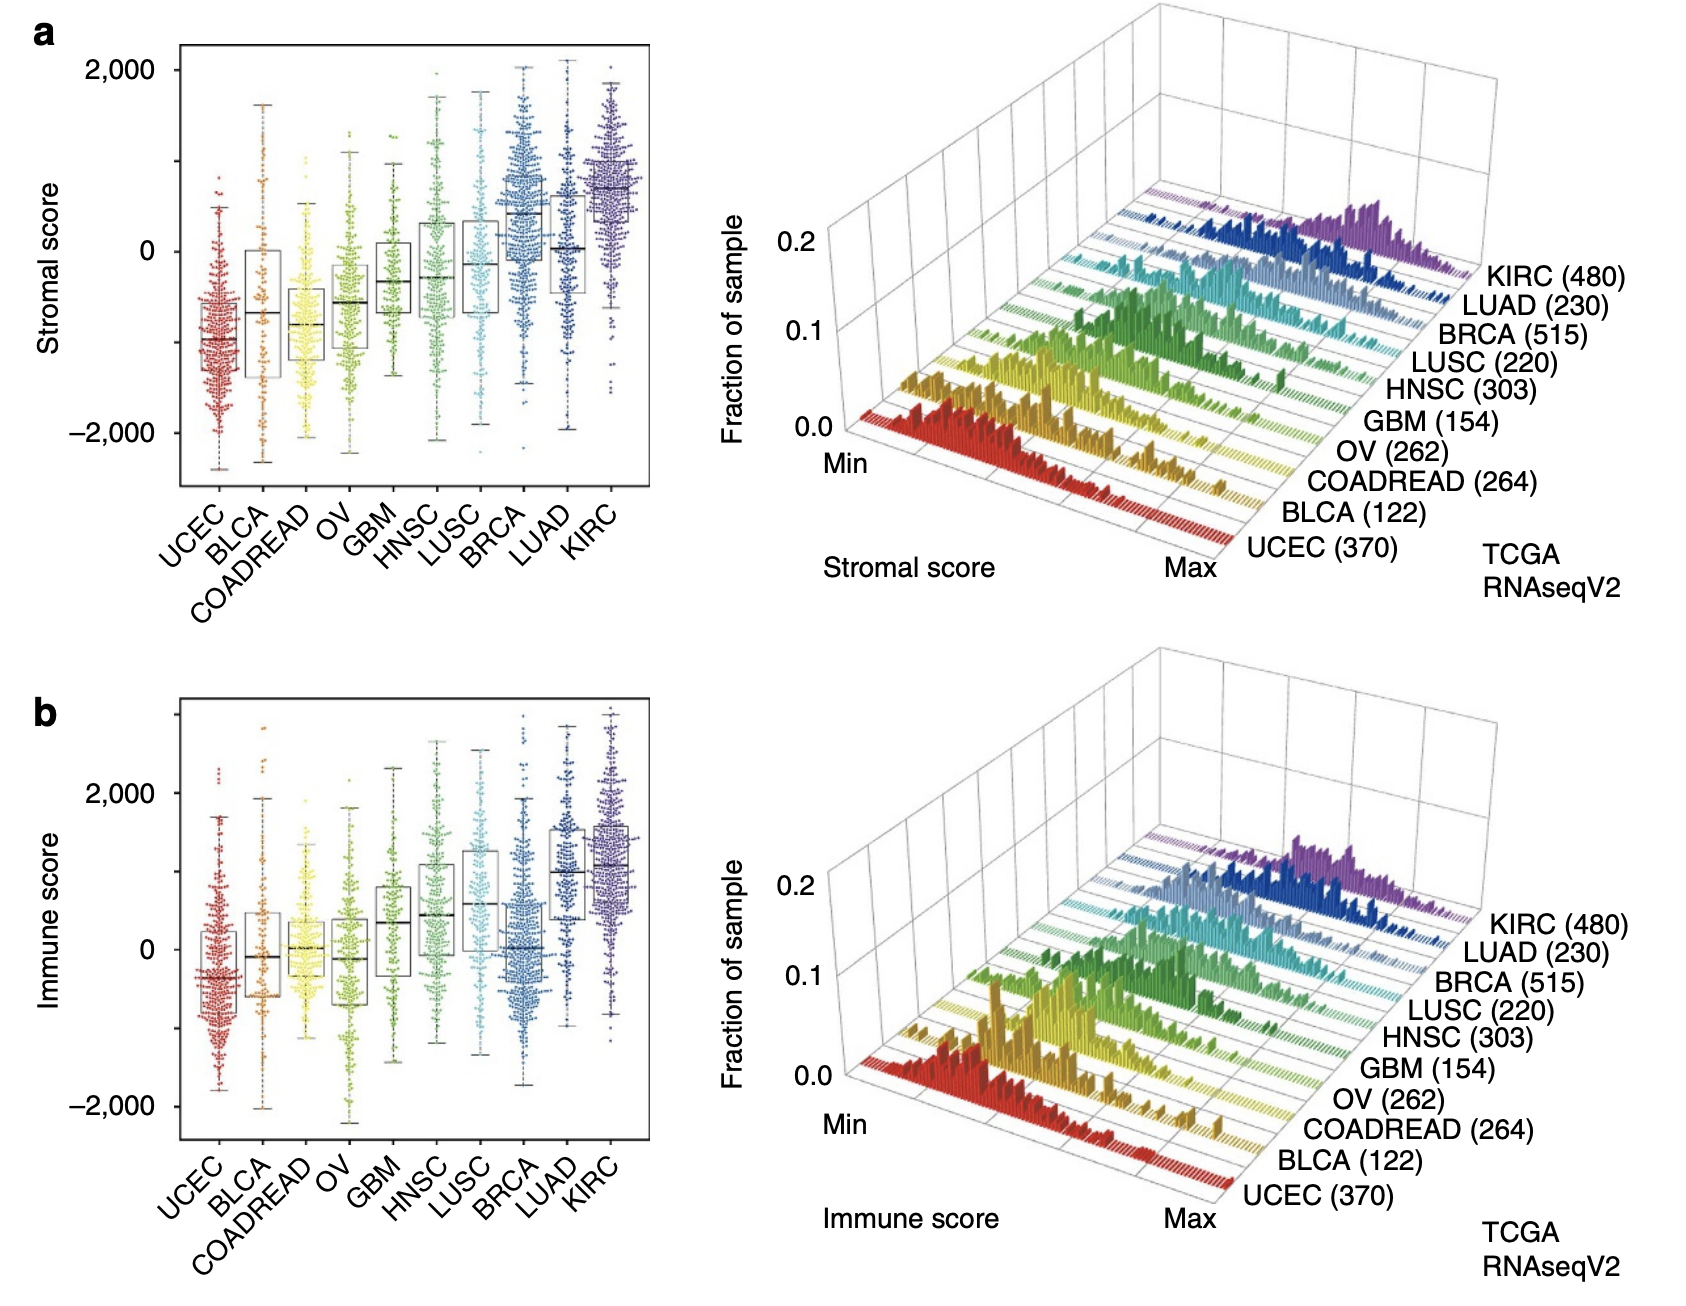 a
Stromal score
2,000
0
−2,000
UCEC
BLCA
COADREAD
OV
GBM
HNSC
LUSC
BRCA
LUAD
KIRC
Fraction of sample
0.2
0.1
0.0
Min
Stromal score
Max
KIRC (480)
LUAD (230)
BRCA (515)
LUSC (220)
HNSC (303)
GBM (154)
OV (262)
COADREAD (264)
BLCA (122)
UCEC (370)
TCGA
RNAseqV2
b
Immune score
2,000
0
−2,000
UCEC
BLCA
COADREAD
OV
GBM
HNSC
LUSC
BRCA
LUAD
KIRC
Fraction of sample
0.2
0.1
0.0
Min
Immune score
Max
KIRC (480)
LUAD (230)
BRCA (515)
LUSC (220)
HNSC (303)
GBM (154)
OV (262)
COADREAD (264)
BLCA (122)
UCEC (370)
TCGA
RNAseqV2